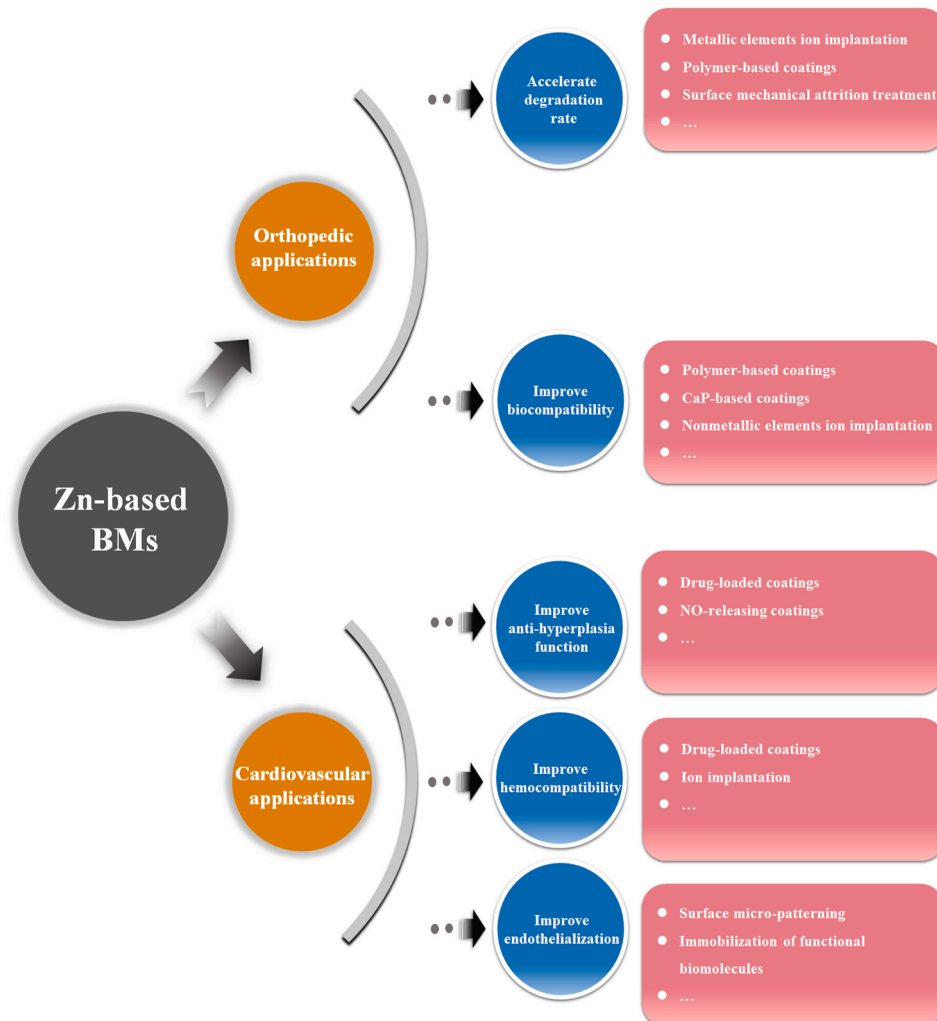 Zn-based
BMs
Orthopedic
applications
Accelerate
degradation
rate
● Metallic elements ion implantation
● Polymer-based coatings
● Surface mechanical attrition treatment
● ...
Improve
biocompatibility
● Polymer-based coatings
● CaP-based coatings
● Nonmetallic elements ion implantation
● ...
Cardiovascular
applications
Improve
anti-hyperplasia
function
● Drug-loaded coatings
● NO-releasing coatings
● ...
Improve
hemocompatibility
● Drug-loaded coatings
● Ion implantation
● ...
Improve
endothelialization
● Surface micro-patterning
● Immobilization of functional
biomolecules
● ...